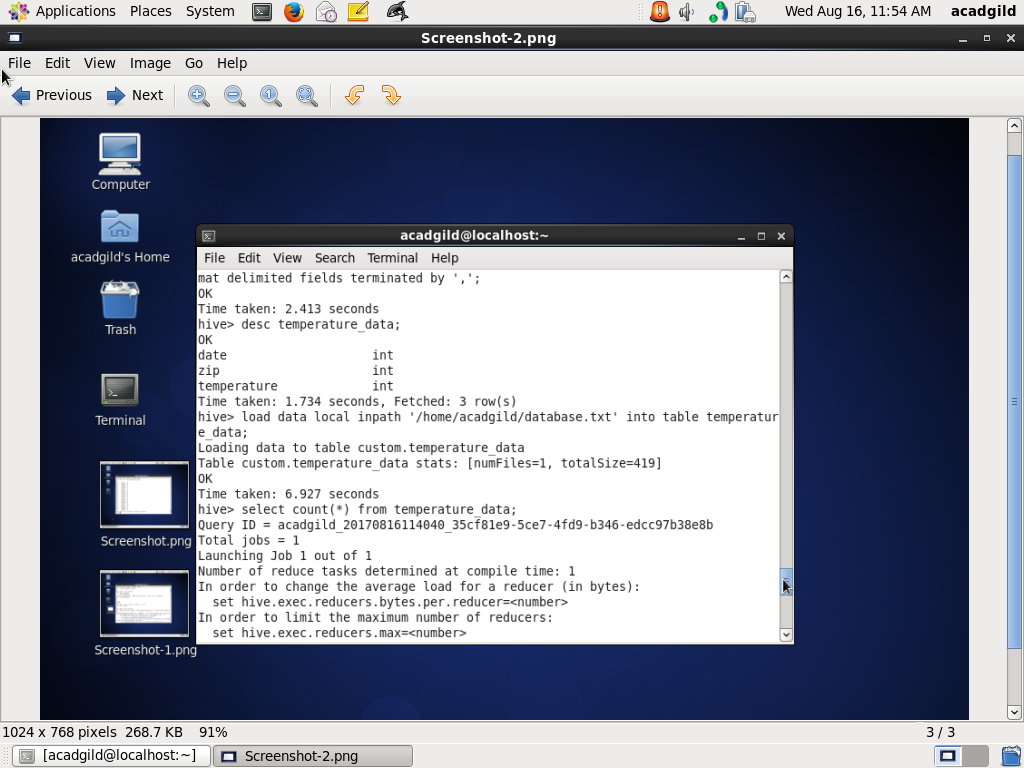 Applications Places System Wed Aug 16, 11:54 AM acadgild
Screenshot-2.png
File Edit View Image Go Help
Previous Next
Computer
acadgild's Home
Trash
Terminal
Screenshot.png
Screenshot-1.png
acadgild@localhost:~
File Edit View Search Terminal Help
mat delimited fields terminated by ',';
OK
Time taken: 2.413 seconds
hive> desc temperature_data;
OK
date int
zip int
temperature int
Time taken: 1.734 seconds, Fetched: 3 row(s)
hive> load data local inpath '/home/acadgild/database.txt' into table temperatur
e_data;
Loading data to table custom.temperature_data
Table custom.temperature_data stats: [numFiles=1, totalSize=419]
OK
Time taken: 6.927 seconds
hive> select count(*) from temperature_data;
Query ID = acadgild_20170816114040_35cf81e9-5ce7-4fd9-b346-edcc97b38e8b
Total jobs = 1
Launching Job 1 out of 1
Number of reduce tasks determined at compile time: 1
In order to change the average load for a reducer (in bytes):
  set hive.exec.reducers.bytes.per.reducer=<number>
In order to limit the maximum number of reducers:
  set hive.exec.reducers.max=<number>
1024 x 768 pixels 268.7 KB 91% 3 / 3
[acadgild@localhost:~] Screenshot-2.png